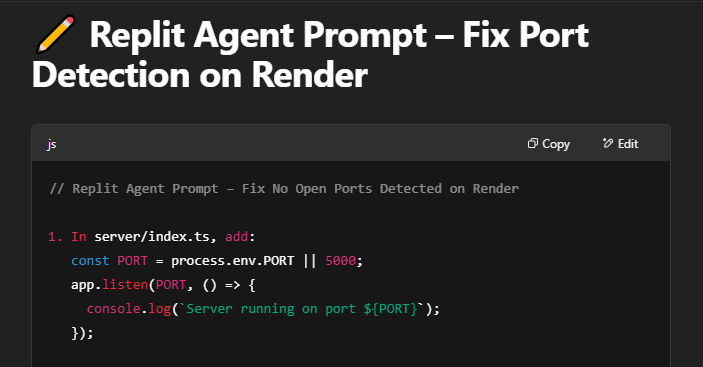 ✏️ Replit Agent Prompt – Fix Port
Detection on Render
js
Copy
Edit
// Replit Agent Prompt – Fix No Open Ports Detected on Render
1. In server/index.ts, add:
const PORT = process.env.PORT || 5000;
app.listen(PORT, () => {
console.log(`Server running on port ${PORT}`);
});